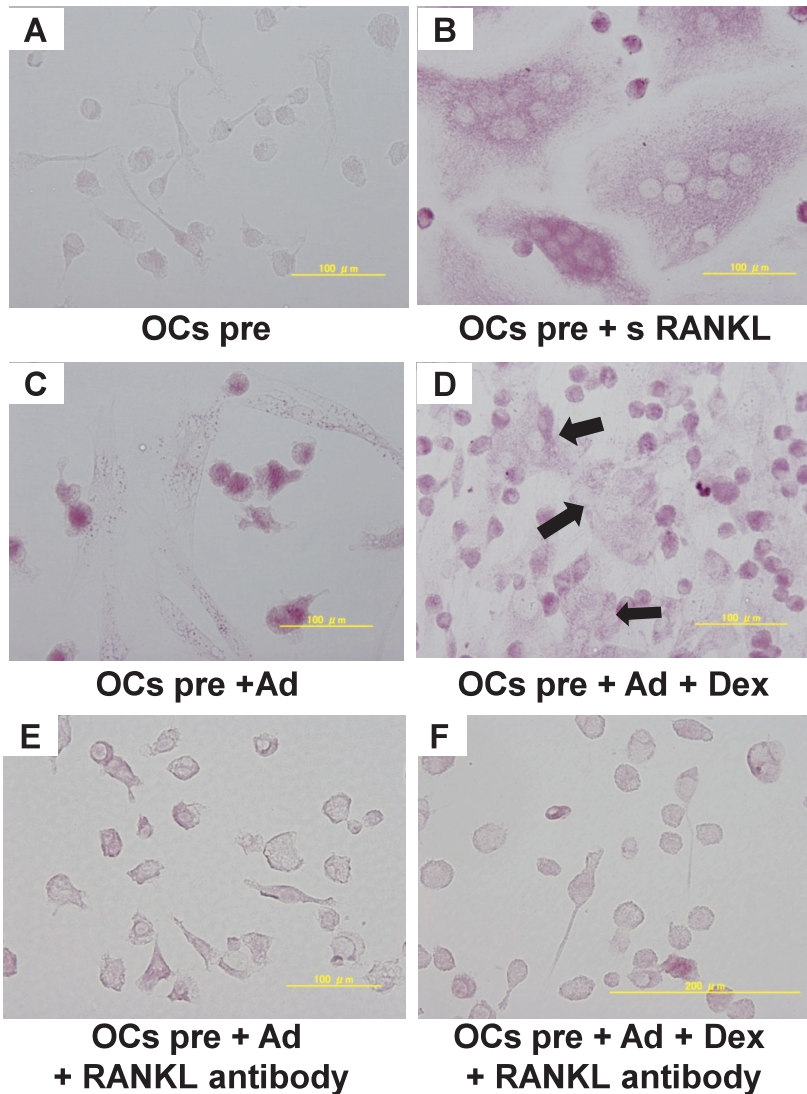 A
B
100 μm
100 μm
OCs pre
OCs pre + s RANKL
C
D
100 μm
100 μm
OCs pre +Ad
OCs pre + Ad + Dex
E
F
100 μm
200 μm
OCs pre + Ad
+ RANKL antibody
OCs pre + Ad + Dex
+ RANKL antibody